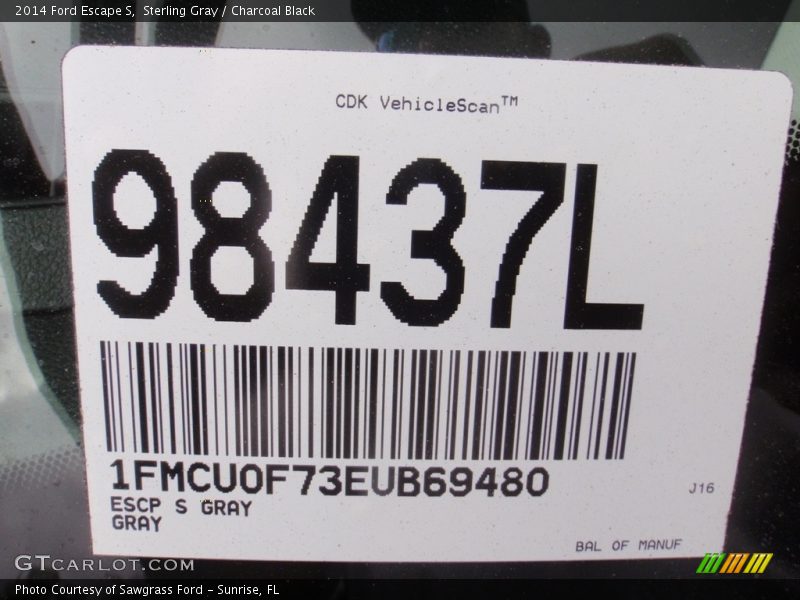 2014 Ford Escape S,  Sterling Gray / Charcoal Black
CDK VehicleScan™
98437L
1FMCU0F73EUB69480
ESCP S GRAY
GRAY
J16
BAL OF MANUF
GTCARLOT.COM
Photo Courtesy of Sawgrass Ford – Sunrise, FL